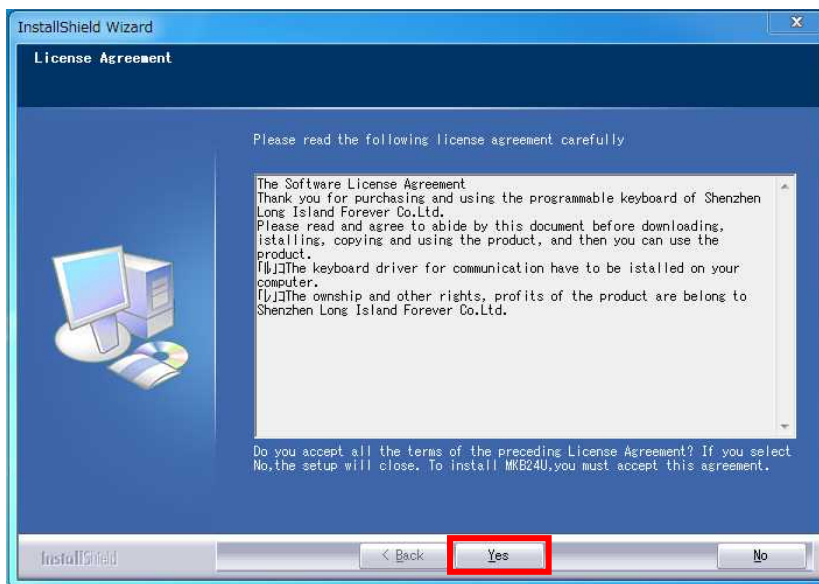 InstallShield Wizard
x
License Agreement
Please read the following license agreement carefully
The Software License Agreement
Thank you for purchasing and using the programmable keyboard of Shenzhen
Long Island Forever Co.Ltd.
Please read and agree to abide by this document before downloading,
istalling, copying and using the product, and then you can use the
product.
The keyboard driver for communication have to be istalled on your
computer.
The ownship and other rights, profits of the product are belong to
Shenzhen Long Island Forever Co.Ltd.
Do you accept all the terms of the preceding License Agreement? If you select
No,the setup will close. To install MKB24U,you must accept this agreement.
InstallShield
< Back
Yes
No